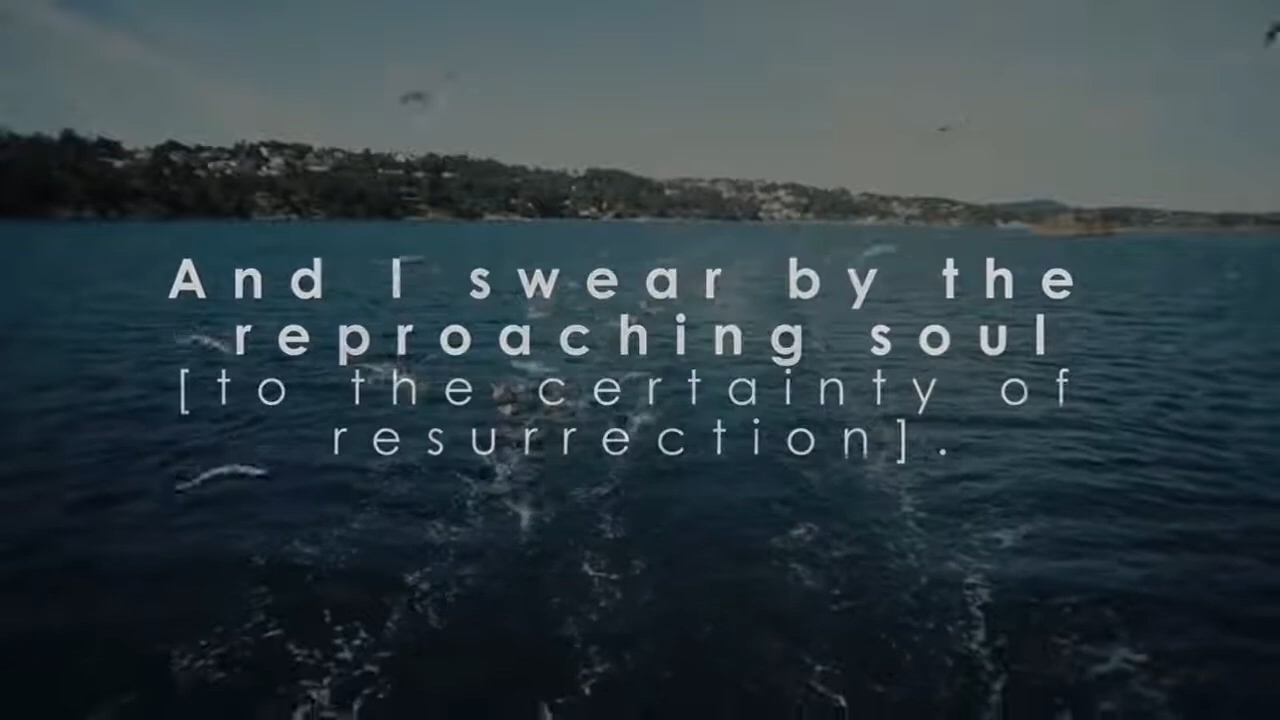 And I swear by the
reproaching soul
[to the certainty of
resurrection].